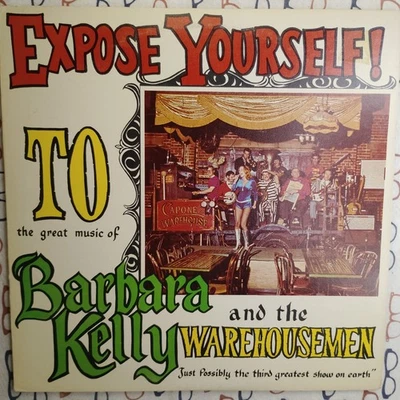 EXPOSE YOURSELF!
TO
the great music of
Barbara
Kelly
and the
WAREHOUSEMEN
"Just Possibly the third greatest show on earth"
CAPONE
WAREHOUSE